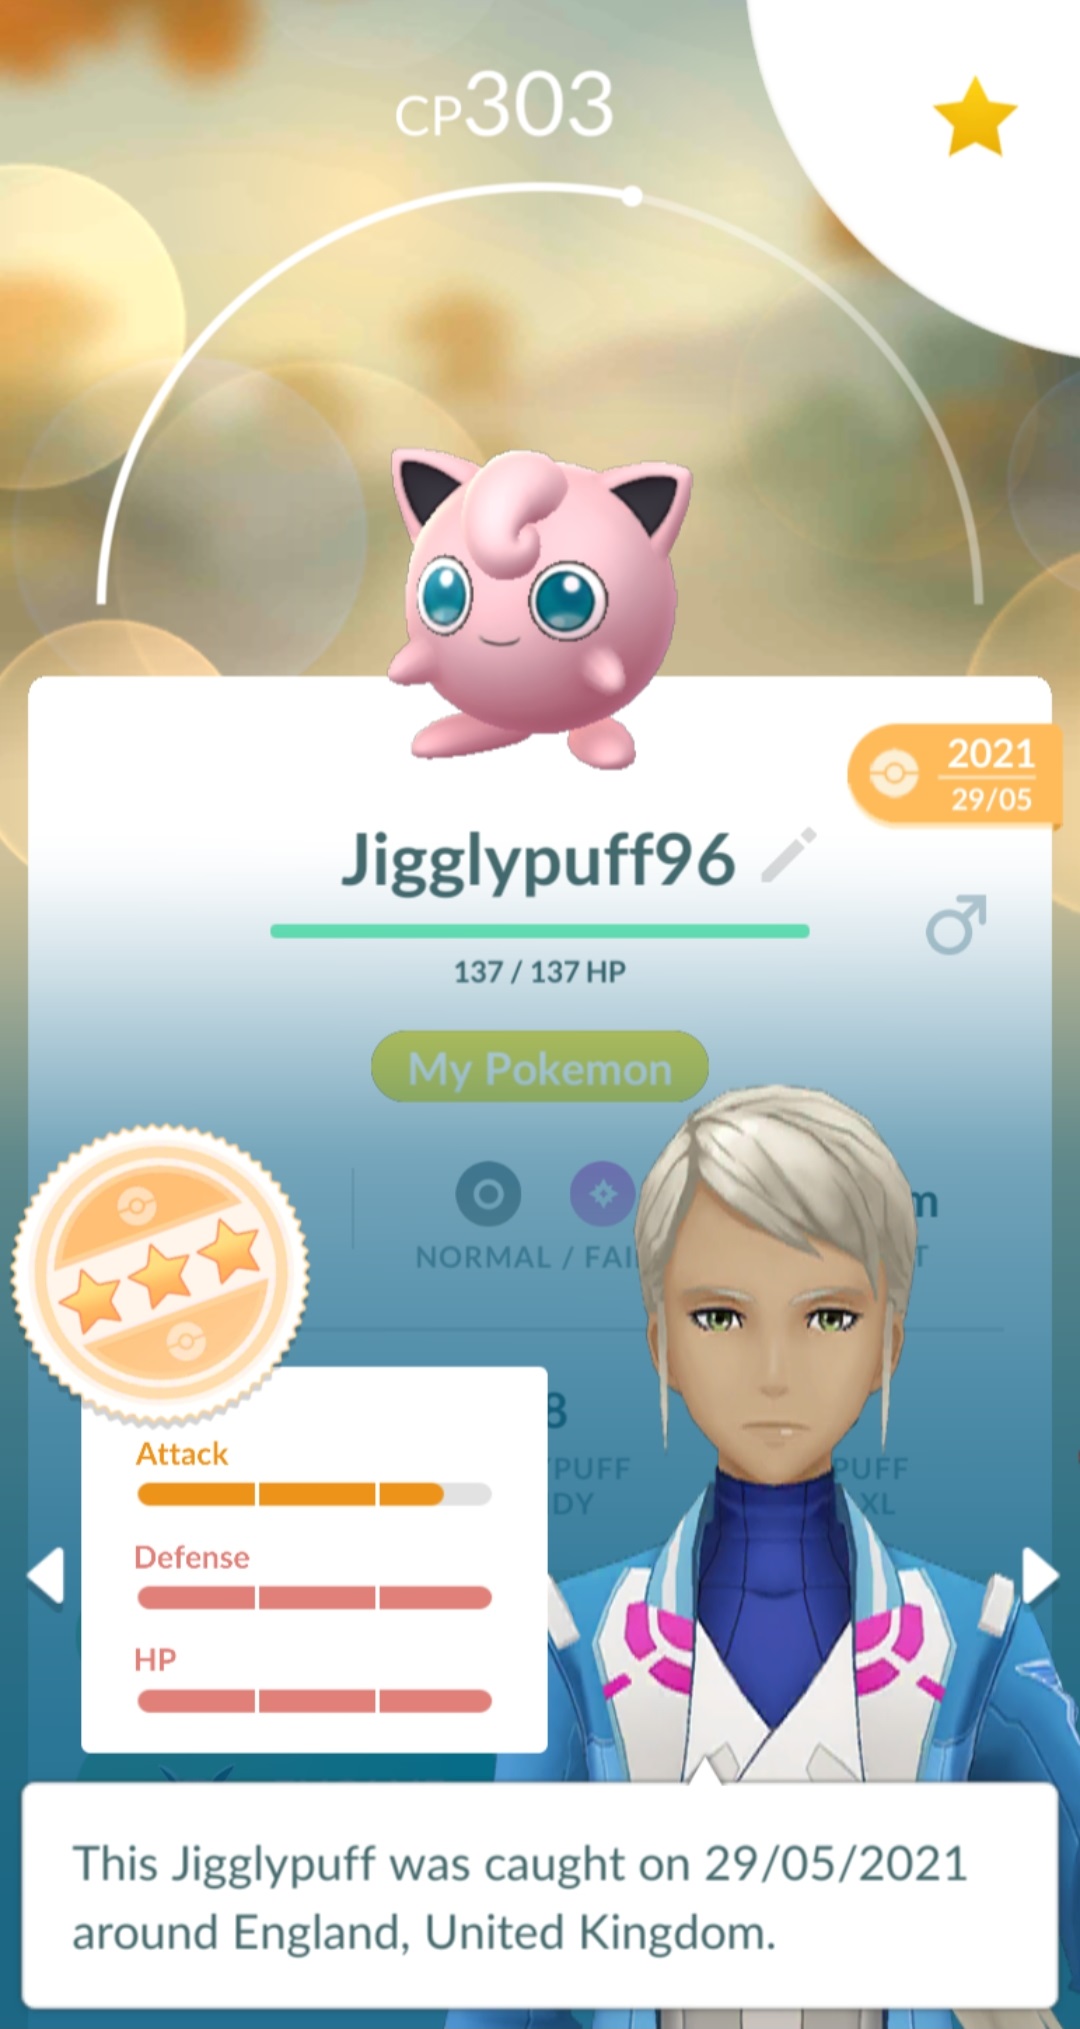 CP303
2021
29/05
Jigglypuff96
137 / 137 HP
My Pokemon
m
NORMAL / FAI
T
8
PUFF
PUFF
DY
XL
Attack
Defense
HP
This Jigglypuff was caught on 29/05/2021
around England, United Kingdom.